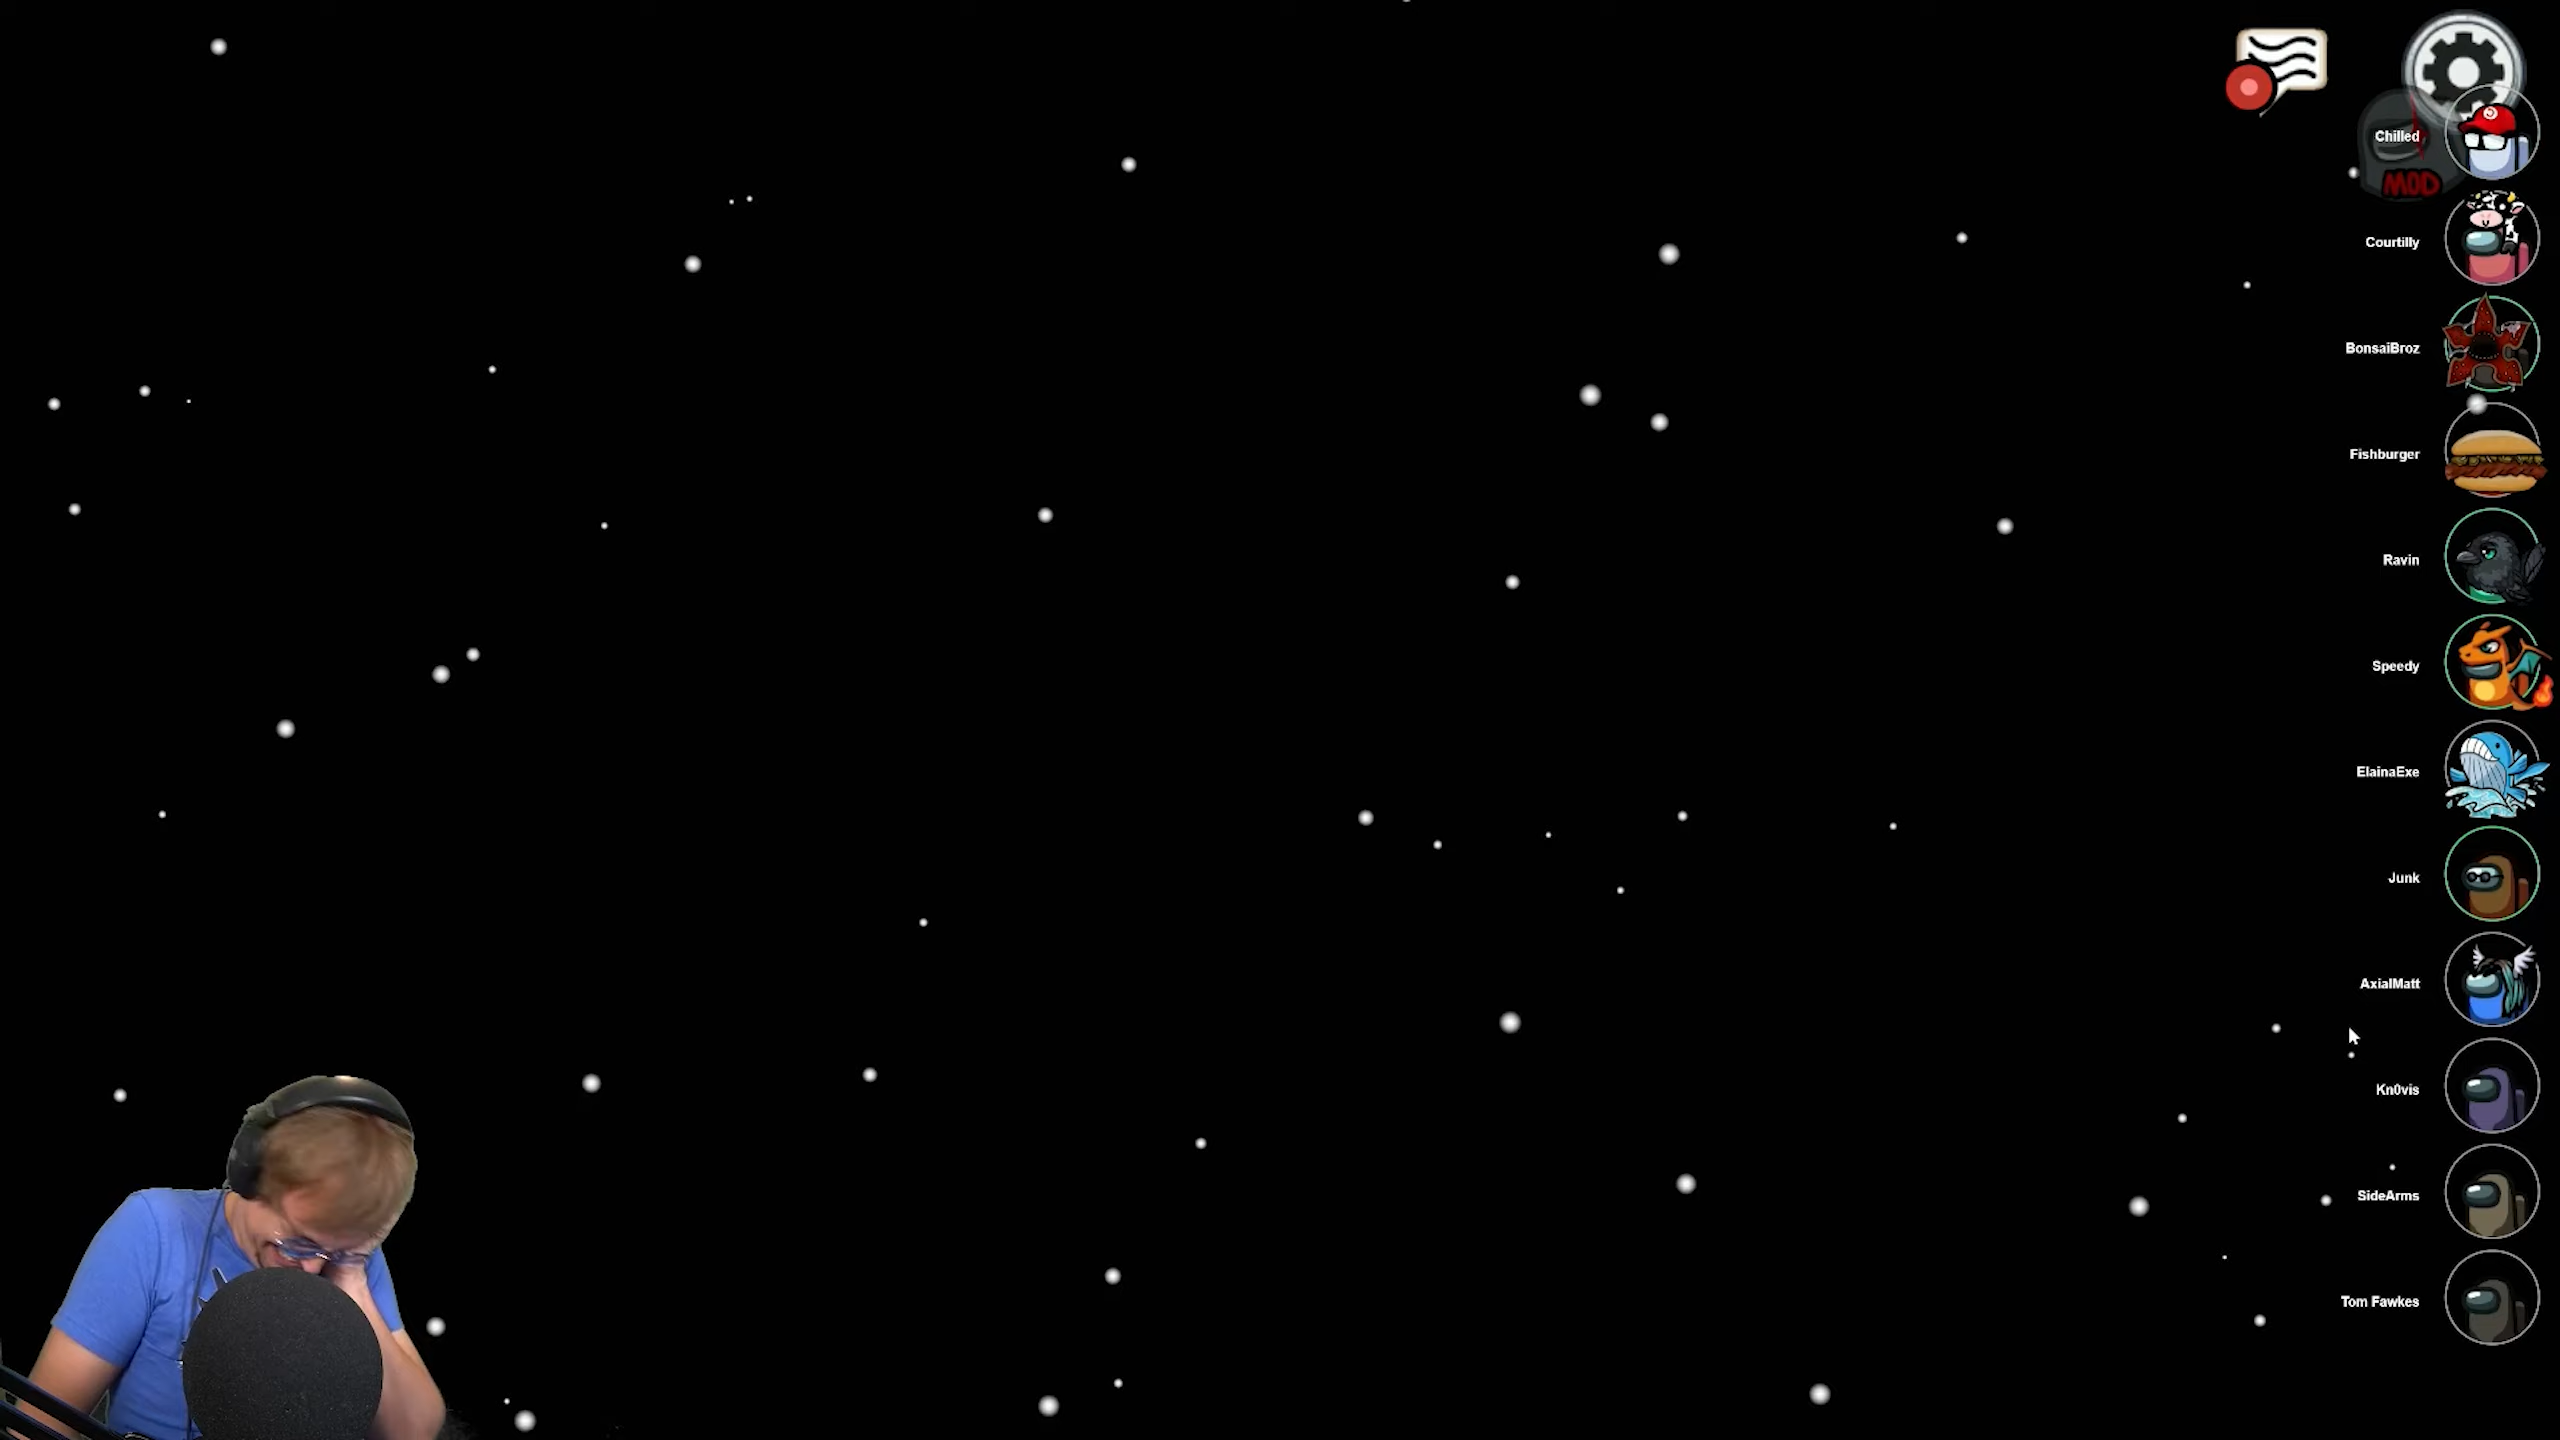 Chilled
MOD
Courtilly
BonsaiBroz
Fishburger
Ravin
Speedy
ElainaExe
Junk
AxialMatt
Kn0vis
SideArms
Tom Fawkes